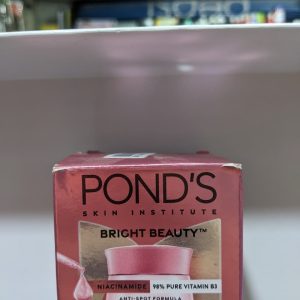 POND'S
SKIN INSTITUTE
BRIGHT BEAUTY™
NIACINAMIDE 98% PURE VITAMIN B3
ANTI-SPOT FORMULA